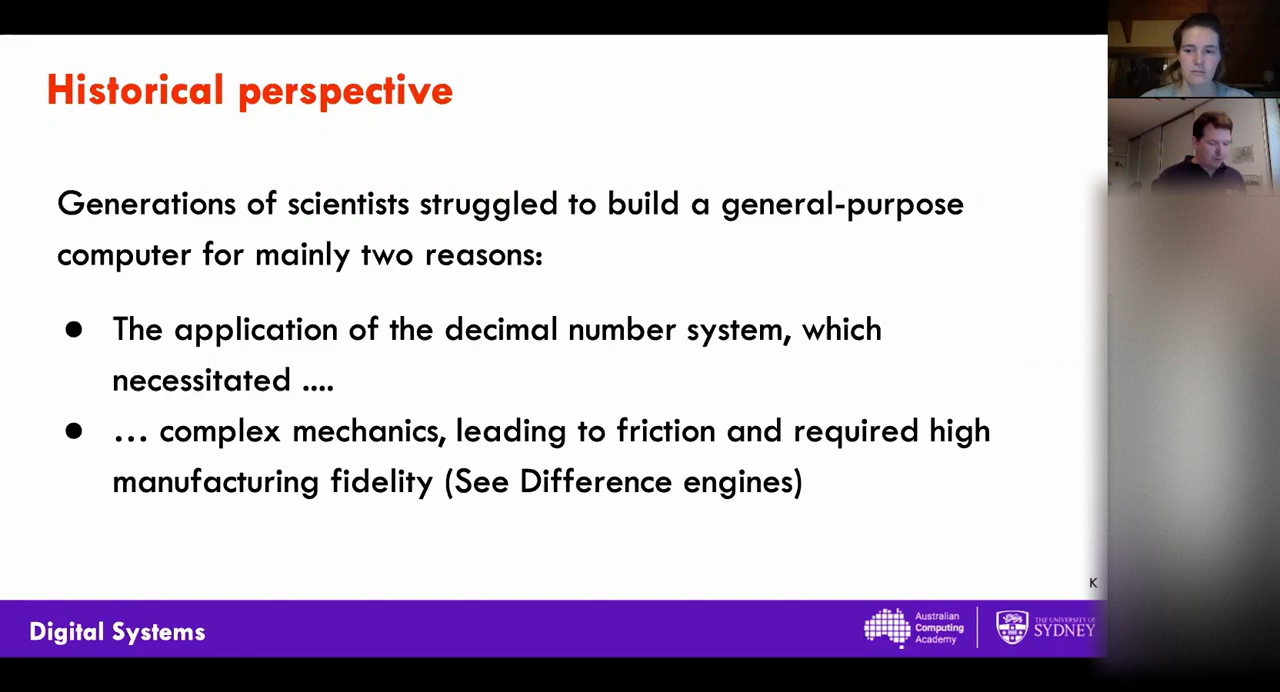 Historical perspective
Generations of scientists struggled to build a general-purpose
computer for mainly two reasons:
● The application of the decimal number system, which
necessitated ....
● … complex mechanics, leading to friction and required high
manufacturing fidelity (See Difference engines)
K
Digital Systems
Australian
Computing
Academy
THE UNIVERSITY OF
SYDNEY